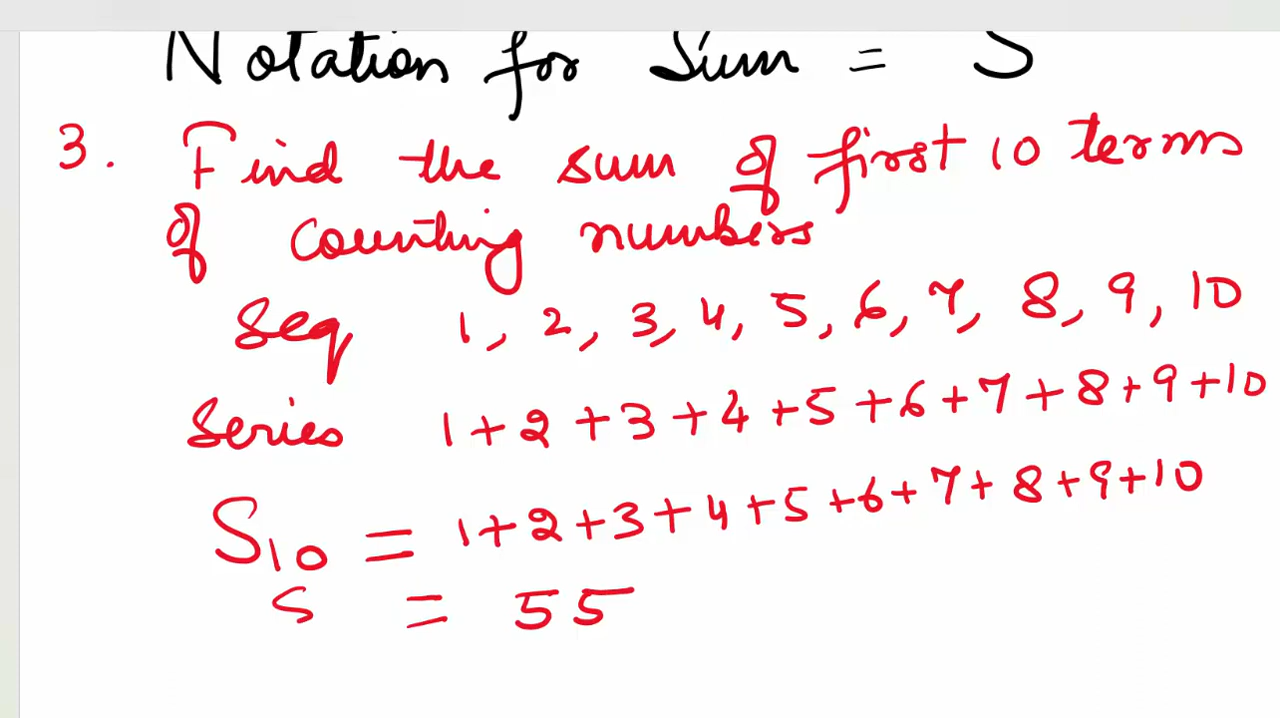 Notation for Sum = S
3. Find the sum of first 10 terms
of counting numbers
Seq 1, 2, 3, 4, 5, 6, 7, 8, 9, 10
Series 1+2+3+4+5+6+7+8+9+10
S10 = 1+2+3+4+5+6+7+8+9+10
S = 55